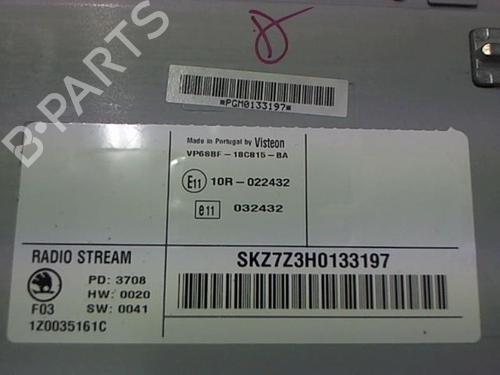 *PGM0133197*
Made in Portugal by Visteon
VP6SBF-18C815-BA
E11 10R-022432
e11 032432
RADIO STREAM
SKZ7Z3H0133197
PD: 3708
HW: 0020
F03 SW: 0041
1Z0035161C
B-PARTS